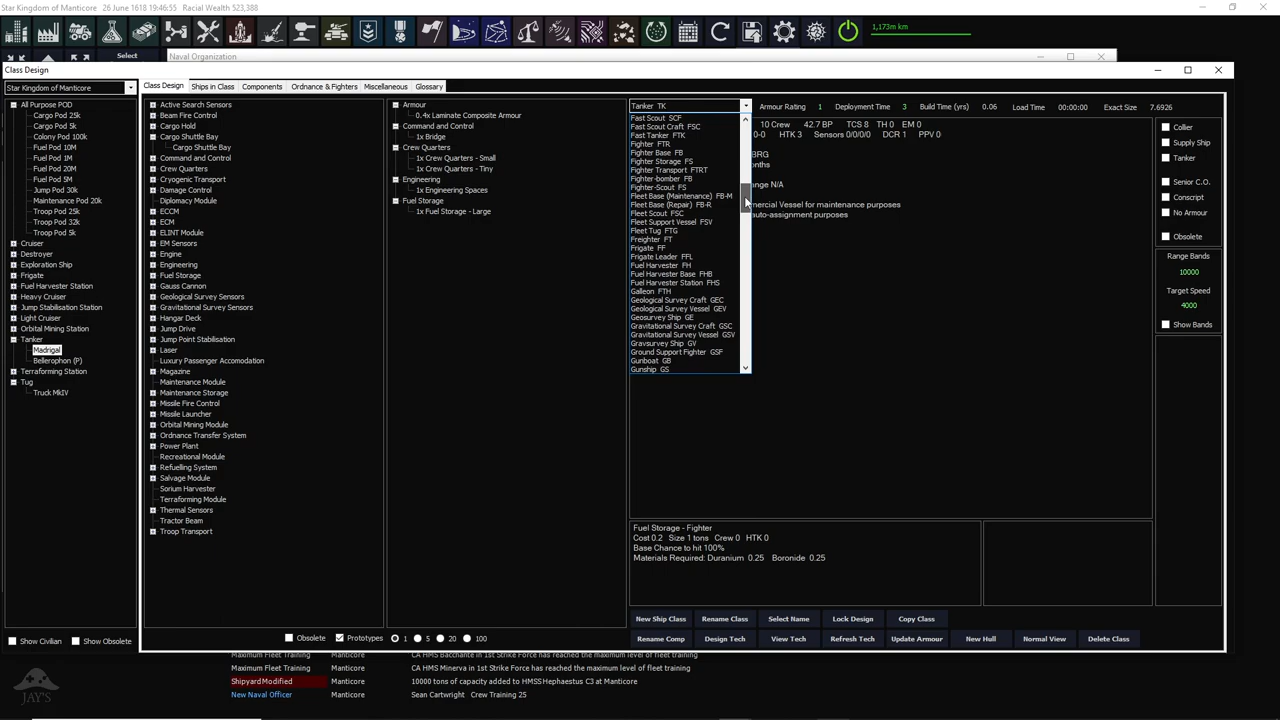 Star Kingdom of Manticore   26 June 1618 19:46:55   Racial Wealth 523,388
1,173m km
Select
Naval Organization
Class Design
Star Kingdom of Manticore
Class Design
Ships in Class
Components
Ordnance & Fighters
Miscellaneous
Glossary
All Purpose POD
Cargo Pod 25k
Cargo Pod 5k
Colony Pod 100k
Fuel Pod 10M
Fuel Pod 1M
Fuel Pod 20M
Fuel Pod 5M
Jump Pod 30k
Maintenance Pod 20k
Troop Pod 25k
Troop Pod 32k
Troop Pod 5k
Cruiser
Destroyer
Exploration Ship
Frigate
Fuel Harvester Station
Heavy Cruiser
Jump Stabilisation Station
Light Cruiser
Orbital Mining Station
Tanker
Madrigal
Bellerophon (P)
Terraforming Station
Tug
Truck MkIV
Show Civilian
Show Obsolete
Active Search Sensors
Beam Fire Control
Cargo Hold
Cargo Shuttle Bay
Cargo Shuttle Bay
Command and Control
Crew Quarters
Damage Control
Diplomacy Module
ECCM
ECM
ELINT Module
EM Sensors
Engine
Engineering
Fuel Storage
Gauss Cannon
Geological Survey Sensors
Gravitational Survey Sensors
Hangar Deck
Jump Drive
Jump Point Stabilisation
Laser
Luxury Passenger Accomodation
Magazine
Maintenance Module
Maintenance Storage
Missile Fire Control
Missile Launcher
Orbital Mining Module
Ordnance Transfer System
Power Plant
Recreational Module
Refuelling System
Salvage Module
Sorium Harvester
Terraforming Module
Thermal Sensors
Tractor Beam
Troop Transport
Obsolete
Prototypes
1
5
20
100
Armour
0.4x Laminate Composite Armour
Command and Control
1x Bridge
Crew Quarters
1x Crew Quarters - Small
1x Crew Quarters - Tiny
Engineering
1x Engineering Spaces
Fuel Storage
1x Fuel Storage - Large
Tanker TK
Armour Rating 1
Deployment Time 3
Build Time (yrs) 0.06
Load Time 00:00:00
Exact Size 7.6926
Fast Scout SCF
Fast Scout Craft FSC
Fast Tanker FTK
Fighter FTR
Fighter Base FB
Fighter Storage FS
Fighter Transport FTRT
Fighter-bomber FB
Fighter-Scout FS
Fleet Base (Maintenance) FB-M
Fleet Base (Repair) FB-R
Fleet Scout FSC
Fleet Support Vessel FSV
Fleet Tug FTG
Freighter FT
Frigate FF
Frigate Leader FFL
Fuel Harvester FH
Fuel Harvester Base FHB
Fuel Harvester Station FHS
Galleon FTH
Geological Survey Craft GEC
Geological Survey Vessel GEV
Geosurvey Ship GE
Gravitational Survey Craft GSC
Gravitational Survey Vessel GSV
Gravsurvey Ship GV
Ground Support Fighter GSF
Gunboat GB
Gunship GS
10 Crew   42.7 BP   TCS 8   TH 0   EM 0
0-0   HTK 3   Sensors 0/0/0/0   DCR 1   PPV 0
BRG
onths
ange N/A
mercial Vessel for maintenance purposes
auto-assignment purposes
Fuel Storage - Fighter
Cost 0.2   Size 1 tons   Crew 0   HTK 0
Base Chance to hit 100%
Materials Required: Duranium 0.25   Boronide 0.25
New Ship Class
Rename Class
Select Name
Lock Design
Copy Class
Rename Comp
Design Tech
View Tech
Refresh Tech
Update Armour
New Hull
Normal View
Delete Class
Collier
Supply Ship
Tanker
Senior C.O.
Conscript
No Armour
Obsolete
Range Bands
10000
Target Speed
4000
Show Bands
Maximum Fleet Training   Manticore   CA HMS Bacchante in 1st Strike Force has reached the maximum level of fleet training
Maximum Fleet Training   Manticore   CA HMS Minerva in 1st Strike Force has reached the maximum level of fleet training
Shipyard Modified   Manticore   10000 tons of capacity added to HMSS Hephaestus C3 at Manticore
New Naval Officer   Manticore   Sean Cartwright   Crew Training 25
JAY'S